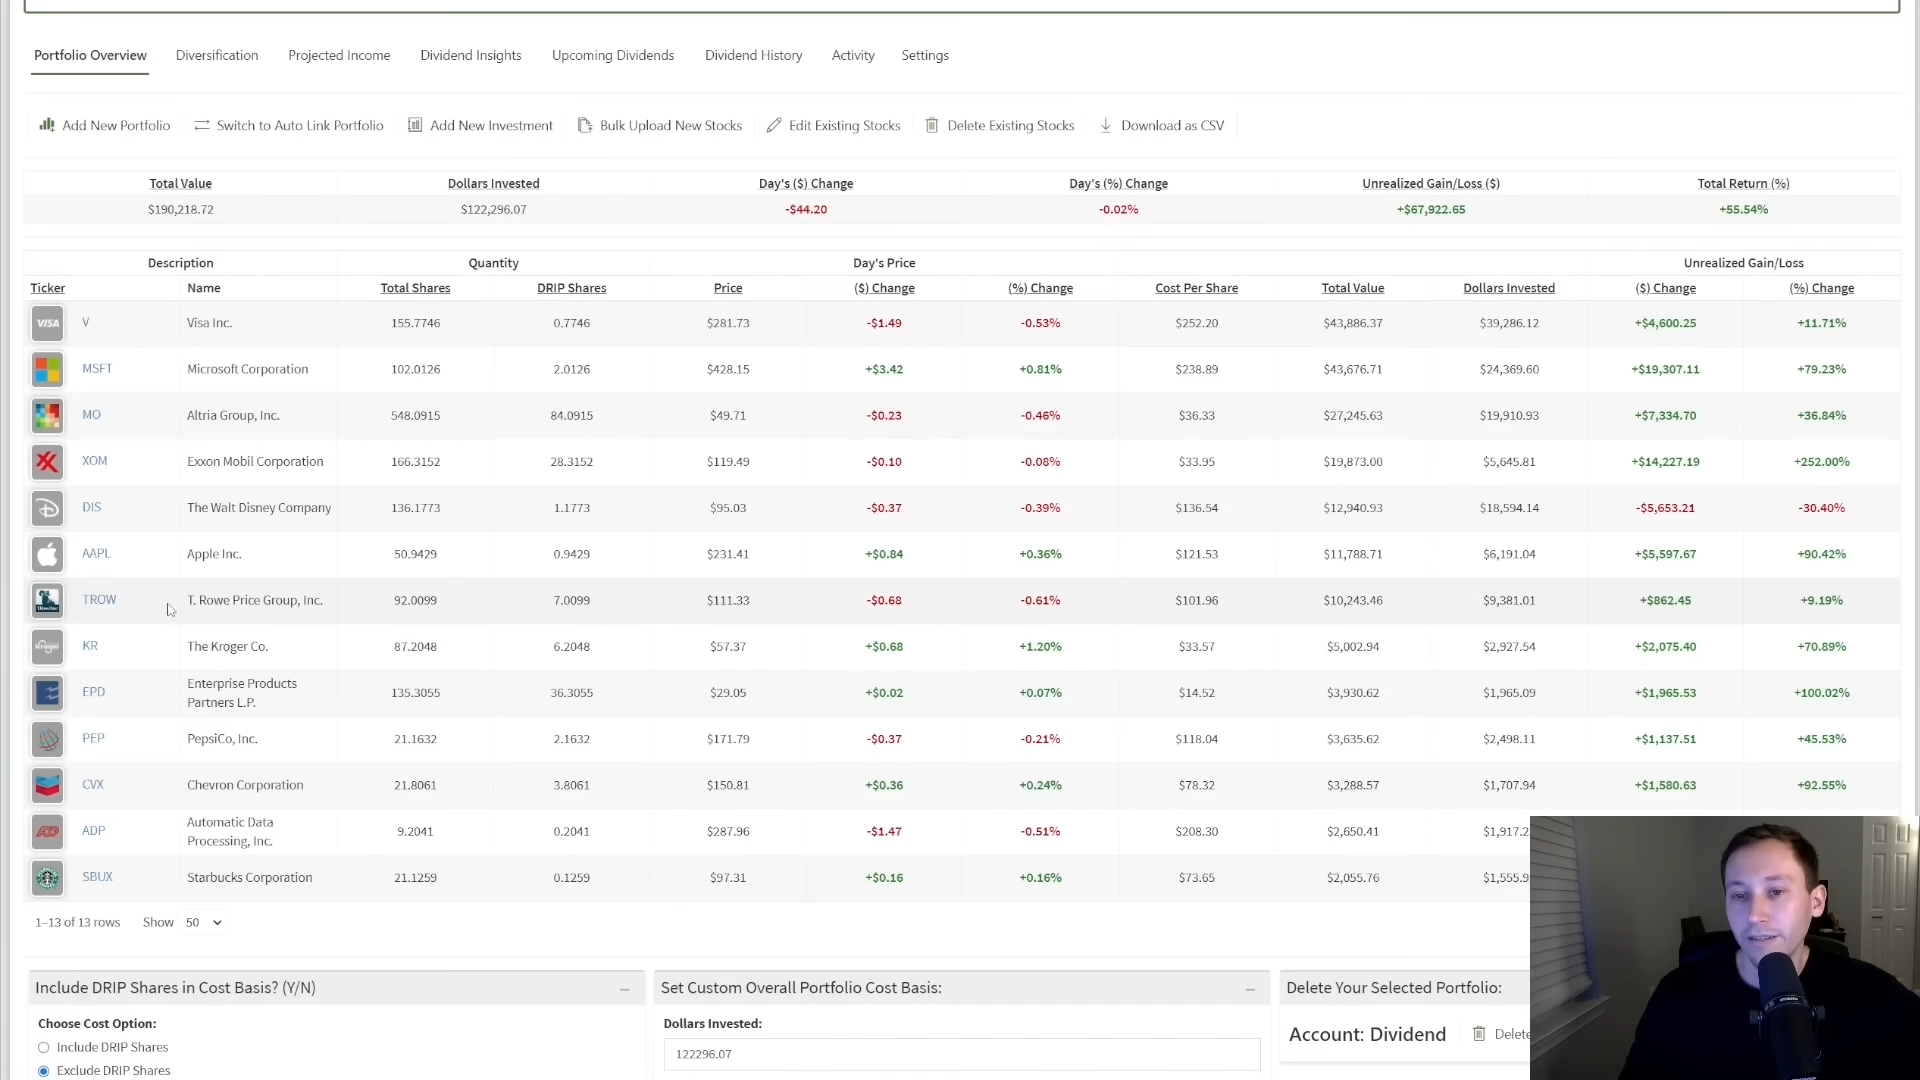 Portfolio Overview Diversification Projected Income Dividend Insights Upcoming Dividends Dividend History Activity Settings
Add New Portfolio Switch to Auto Link Portfolio Add New Investment Bulk Upload New Stocks Edit Existing Stocks Delete Existing Stocks Download as CSV
Total Value Dollars Invested Day's ($) Change Day's (%) Change Unrealized Gain/Loss ($) Total Return (%)
$190,218.72 $122,296.07 -$44.20 -0.02% +$67,922.65 +55.54%
Description Quantity Day's Price Unrealized Gain/Loss
Ticker Name Total Shares DRIP Shares Price ($) Change (%) Change Cost Per Share Total Value Dollars Invested ($) Change (%) Change
VISA V Visa Inc. 155.7746 0.7746 $281.73 -$1.49 -0.53% $252.20 $43,886.37 $39,286.12 +$4,600.25 +11.71%
MSFT Microsoft Corporation 102.0126 2.0126 $428.15 +$3.42 +0.81% $238.89 $43,676.71 $24,369.60 +$19,307.11 +79.23%
MO Altria Group, Inc. 548.0915 84.0915 $49.71 -$0.23 -0.46% $36.33 $27,245.63 $19,910.93 +$7,334.70 +36.84%
XOM Exxon Mobil Corporation 166.3152 28.3152 $119.49 -$0.10 -0.08% $33.95 $19,873.00 $5,645.81 +$14,227.19 +252.00%
DIS The Walt Disney Company 136.1773 1.1773 $95.03 -$0.37 -0.39% $136.54 $12,940.93 $18,594.14 -$5,653.21 -30.40%
AAPL Apple Inc. 50.9429 0.9429 $231.41 +$0.84 +0.36% $121.53 $11,788.71 $6,191.04 +$5,597.67 +90.42%
TROW T. Rowe Price Group, Inc. 92.0099 7.0099 $111.33 -$0.68 -0.61% $101.96 $10,243.46 $9,381.01 +$862.45 +9.19%
Kroger KR The Kroger Co. 87.2048 6.2048 $57.37 +$0.68 +1.20% $33.57 $5,002.94 $2,927.54 +$2,075.40 +70.89%
EPD Enterprise Products 135.3055 36.3055 $29.05 +$0.02 +0.07% $14.52 $3,930.62 $1,965.09 +$1,965.53 +100.02%
Partners L.P.
PEP PepsiCo, Inc. 21.1632 2.1632 $171.79 -$0.37 -0.21% $118.04 $3,635.62 $2,498.11 +$1,137.51 +45.53%
CVX Chevron Corporation 21.8061 3.8061 $150.81 +$0.36 +0.24% $78.32 $3,288.57 $1,707.94 +$1,580.63 +92.55%
ADP ADP Automatic Data 9.2041 0.2041 $287.96 -$1.47 -0.51% $208.30 $2,650.41 $1,917.2
Processing, Inc.
SBUX Starbucks Corporation 21.1259 0.1259 $97.31 +$0.16 +0.16% $73.65 $2,055.76 $1,555.9
1–13 of 13 rows Show 50
Include DRIP Shares in Cost Basis? (Y/N) Set Custom Overall Portfolio Cost Basis: Delete Your Selected Portfolio:
Choose Cost Option: Dollars Invested:
Include DRIP Shares 122296.07 Account: Dividend Delete
Exclude DRIP Shares